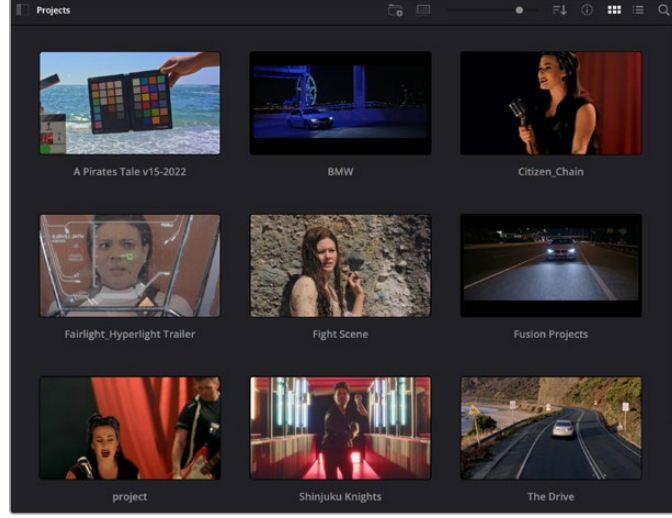 Projects
A Pirates Tale v15-2022
BMW
Citizen_Chain
Fairlight_Hyperlight Trailer
Fight Scene
Fusion Projects
project
Shinjuku Knights
The Drive